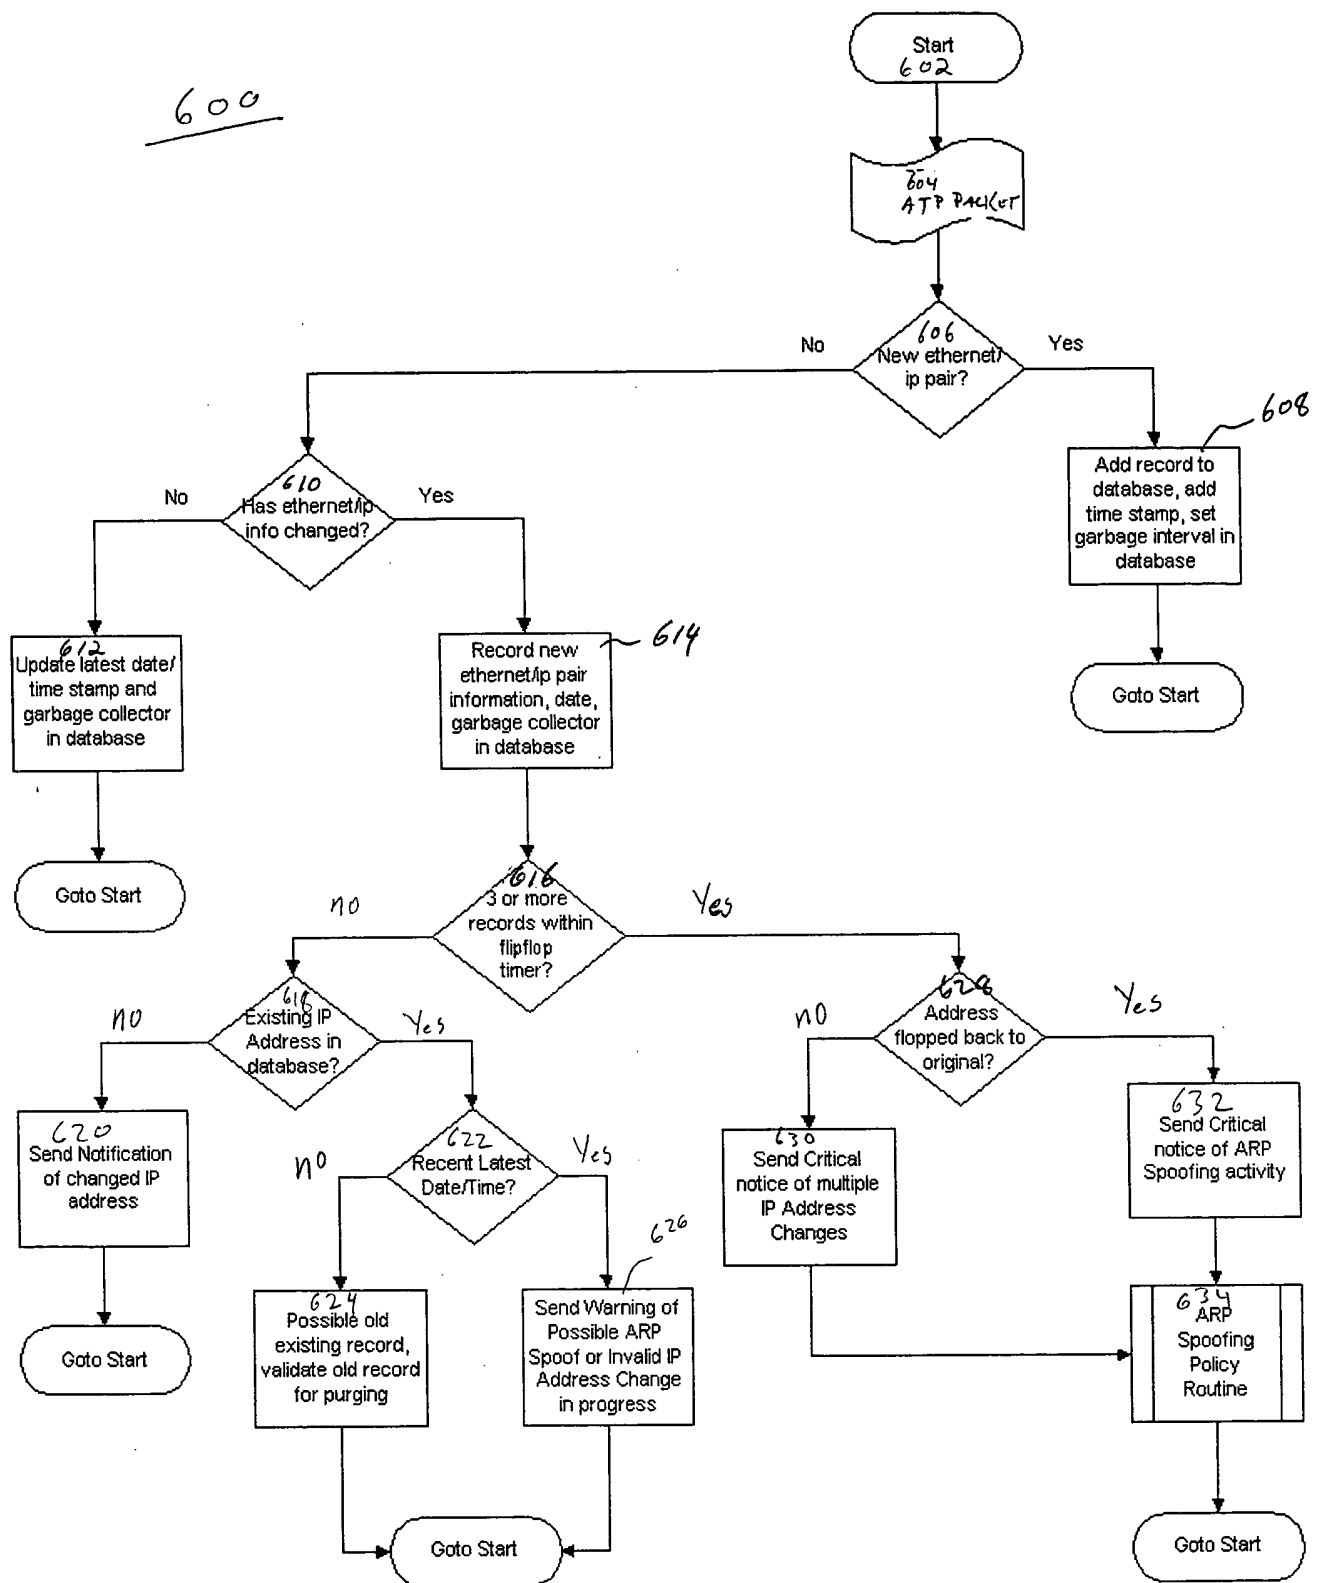 600
Start
602
604
ATP PACKET
606
New ethernet/
ip pair?
No
Yes
608
Add record to
database, add
time stamp, set
garbage interval in
database
Goto Start
610
Has ethernet/ip
info changed?
No
Yes
612
Update latest date/
time stamp and
garbage collector
in database
Goto Start
614
Record new
ethernet/ip pair
information, date,
garbage collector
in database
616
3 or more
records within
flipflop
timer?
no
Yes
618
Existing IP
Address in
database?
no
Yes
620
Send Notification
of changed IP
address
Goto Start
622
Recent Latest
Date/Time?
no
Yes
624
Possible old
existing record,
validate old record
for purging
626
Send Warning of
Possible ARP
Spoof or Invalid IP
Address Change
in progress
Goto Start
628
Address
flopped back to
original?
no
Yes
630
Send Critical
notice of multiple
IP Address
Changes
632
Send Critical
notice of ARP
Spoofing activity
634
ARP
Spoofing
Policy
Routine
Goto Start